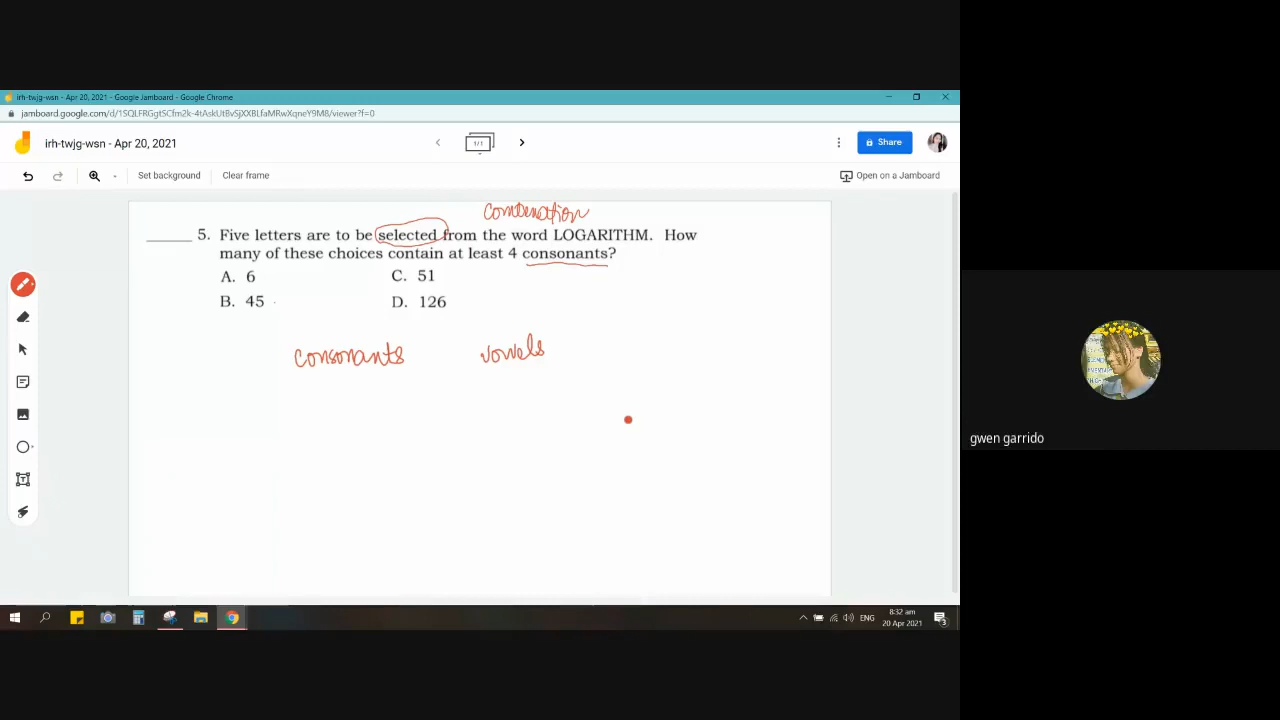 irh-twjg-wsn - Apr 20, 2021 - Google Jamboard - Google Chrome
irh-twjg-wsn - Apr 20, 2021
1/1
Share
Set background
Clear frame
Open on a Jamboard
combination
5. Five letters are to be selected from the word LOGARITHM. How
many of these choices contain at least 4 consonants?
A. 6
C. 51
B. 45
D. 126
consonants vowels
gwen garrido
ENG
8:32 am
20 Apr 2021
3